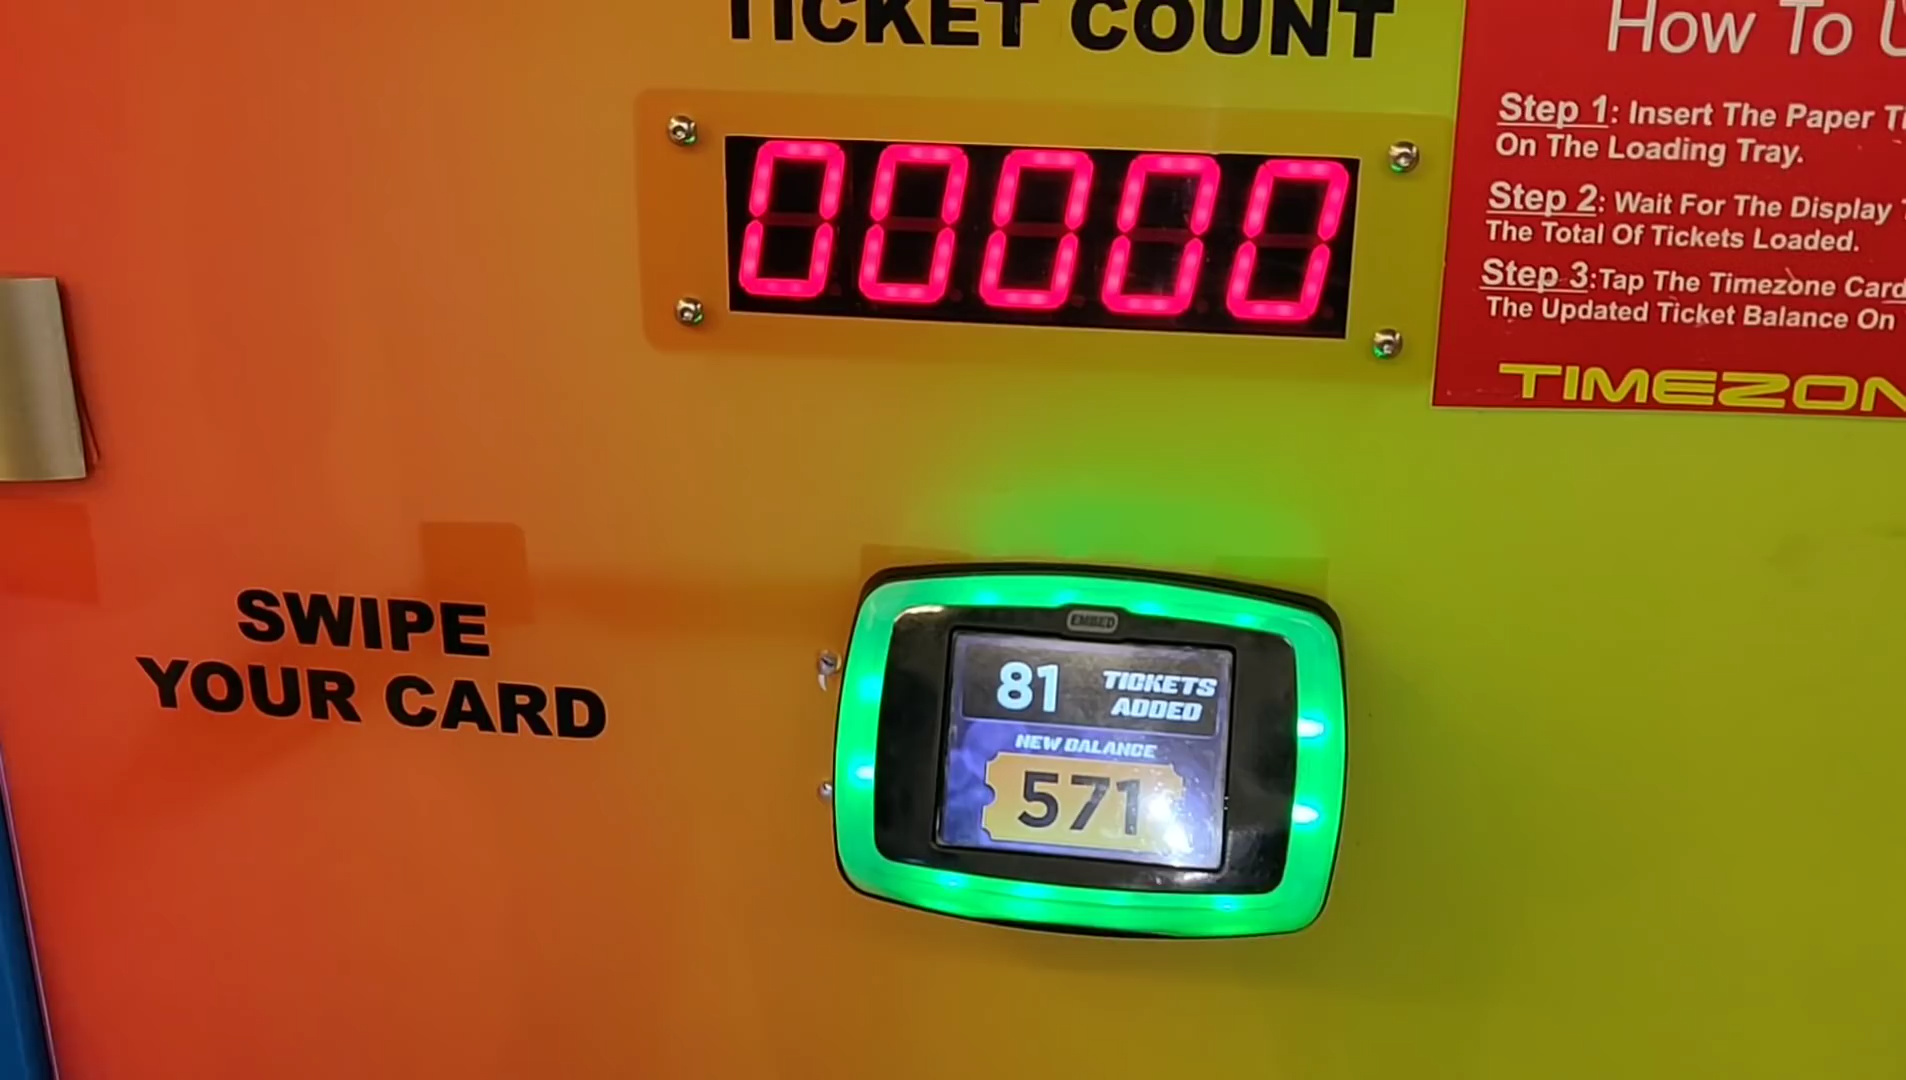 TICKET COUNT
00000
How To
Step 1: Insert The Paper
On The Loading Tray.
Step 2: Wait For The Display
The Total Of Tickets Loaded.
Step 3:Tap The Timezone Card
The Updated Ticket Balance On
TIMEZON
SWIPE
YOUR CARD
EMBED
81 TICKETS
ADDED
NEW BALANCE
571